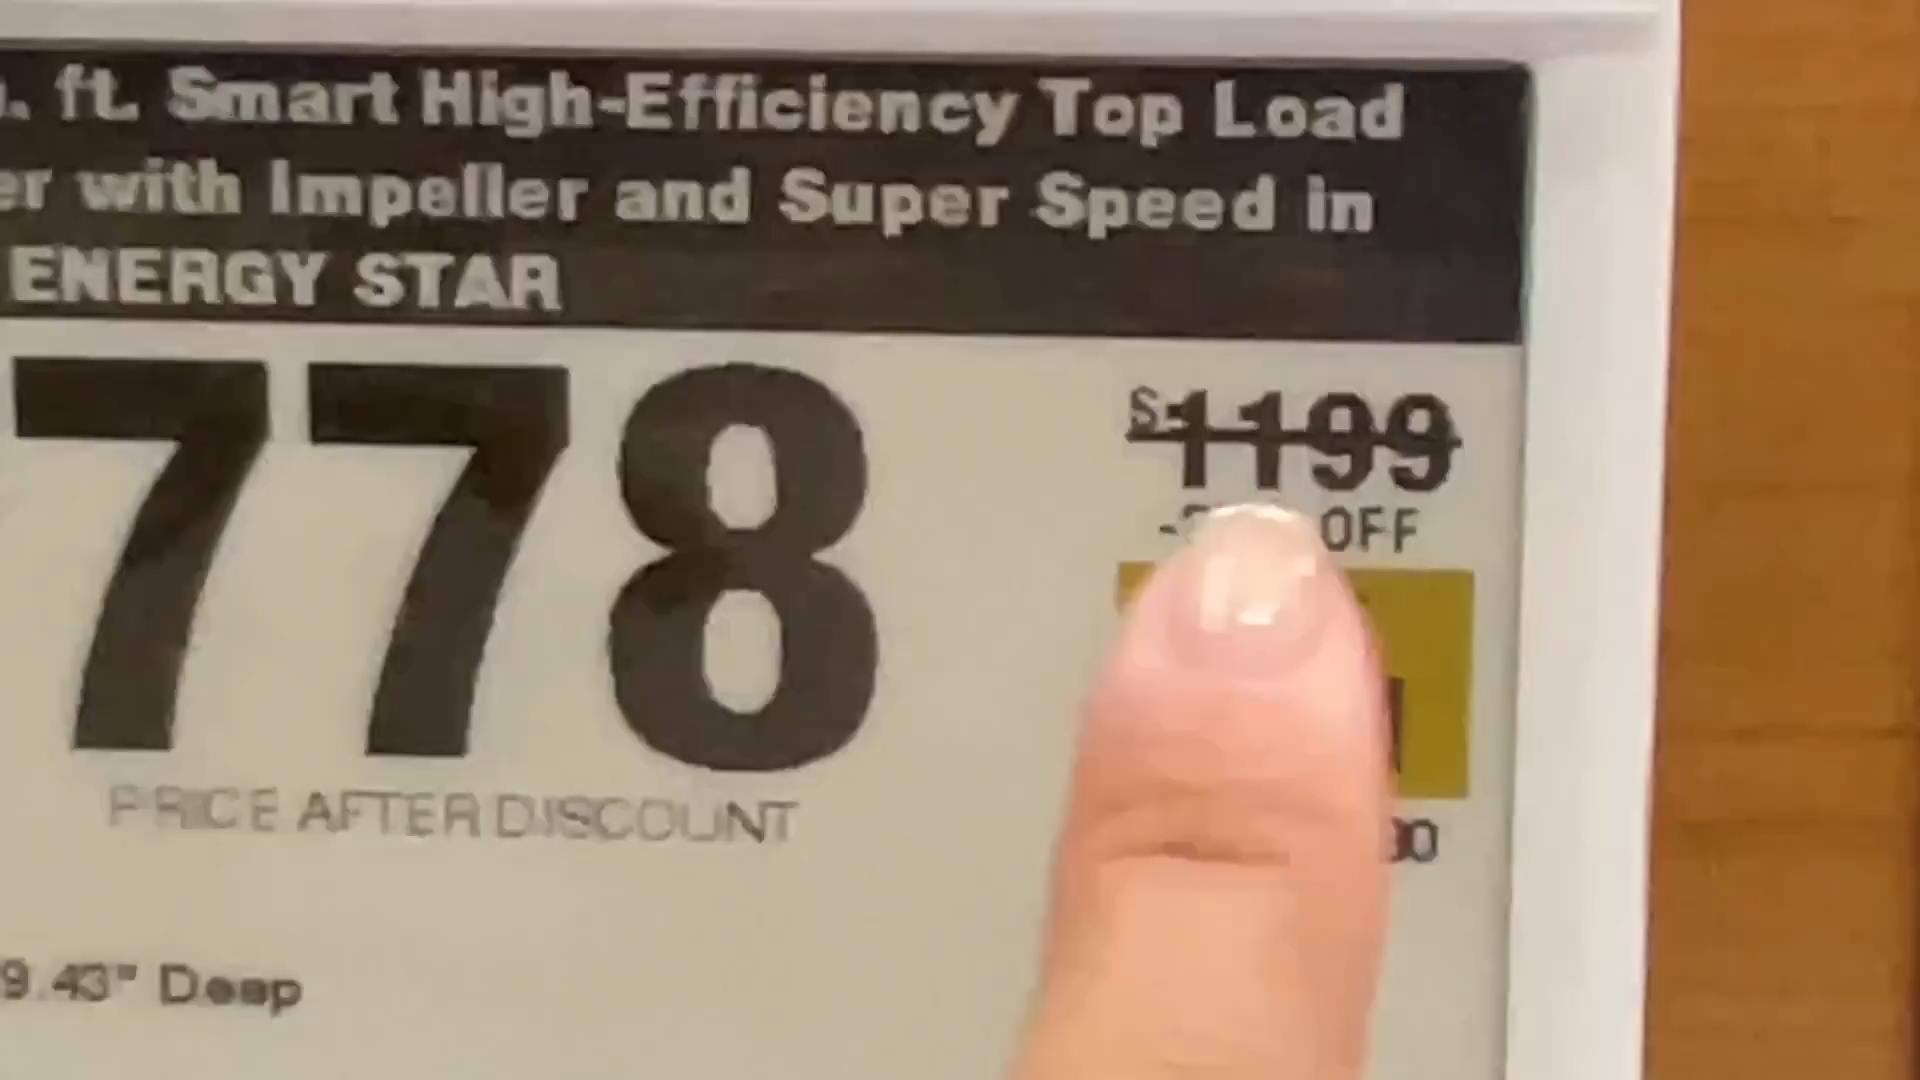 . ft. Smart High-Efficiency Top Load
er with Impeller and Super Speed in
ENERGY STAR
778
$1199
OFF
PRICE AFTER DISCOUNT
9.43" Deep